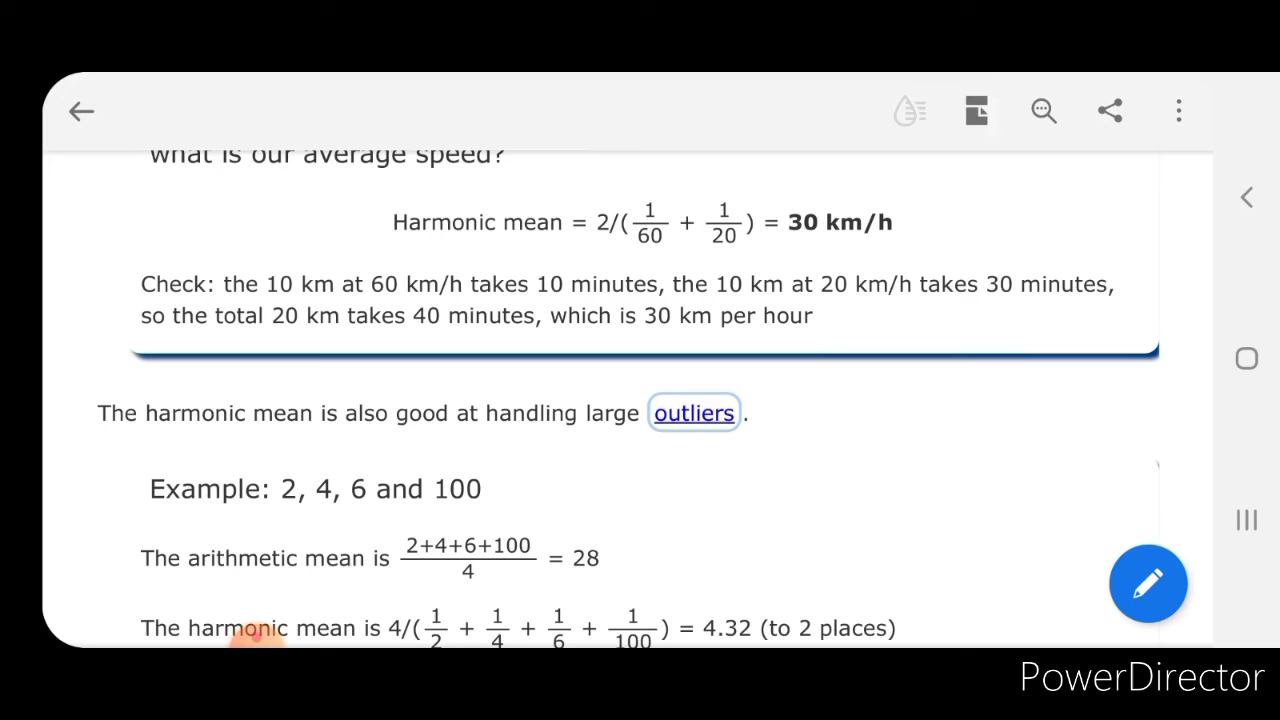 what is our average speed?
Harmonic mean = 2/(1/60 + 1/20) = 30 km/h
Check: the 10 km at 60 km/h takes 10 minutes, the 10 km at 20 km/h takes 30 minutes,
so the total 20 km takes 40 minutes, which is 30 km per hour
The harmonic mean is also good at handling large outliers.
Example: 2, 4, 6 and 100
The arithmetic mean is 2+4+6+100/4 = 28
The harmonic mean is 4/(1/2 + 1/4 + 1/6 + 1/100) = 4.32 (to 2 places)
PowerDirector